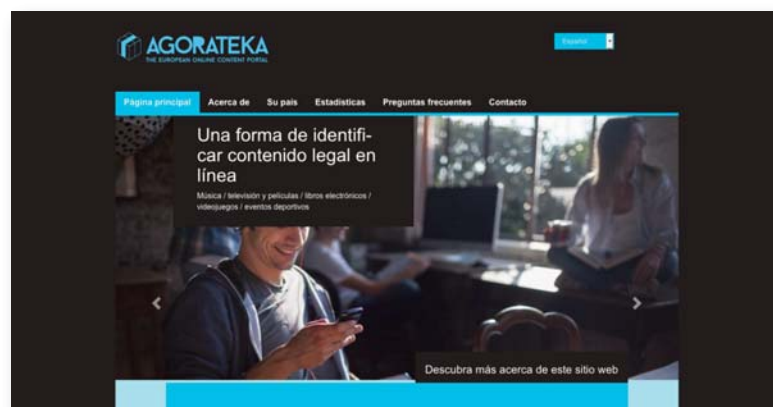 AGORATEKA
THE EUROPEAN ONLINE CONTENT PORTAL
Español
Página principal Acerca de Su país Estadísticas Preguntas frecuentes Contacto
Una forma de identifi-
car contenido legal en
línea
Música / televisión y películas / libros electrónicos /
videojuegos / eventos deportivos
Descubra más acerca de este sitio web